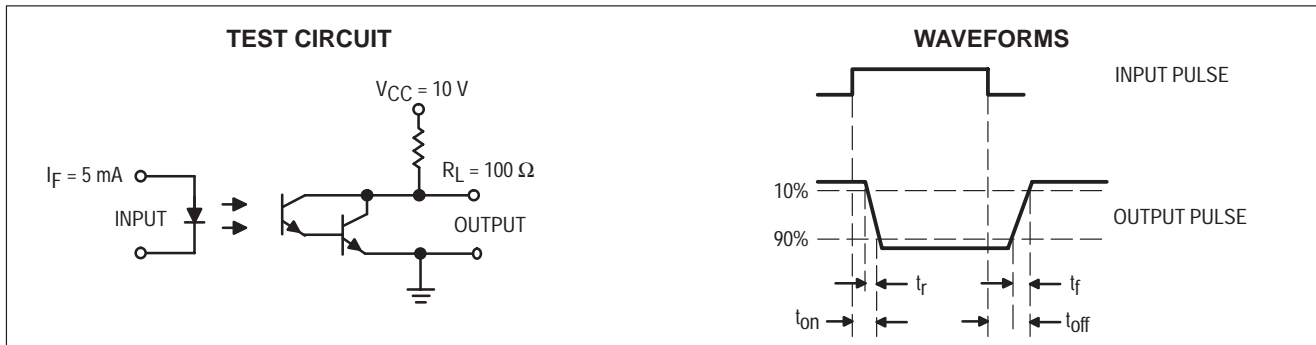 TEST CIRCUIT
V_CC = 10 V
I_F = 5 mA
R_L = 100 Ω
INPUT
OUTPUT
WAVEFORMS
INPUT PULSE
10%
OUTPUT PULSE
90%
t_r
t_f
t_on
t_off